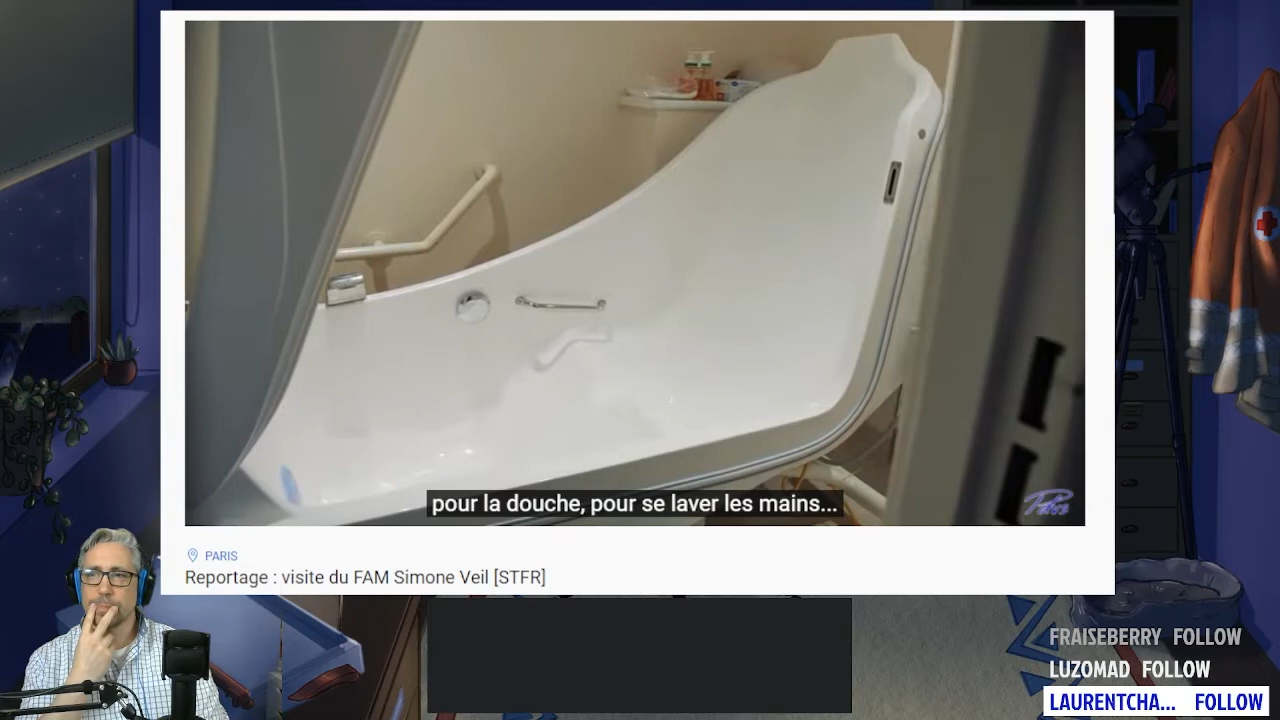 pour la douche, pour se laver les mains...
PARIS
Reportage : visite du FAM Simone Veil [STFR]
FRAISEBERRY FOLLOW
LUZOMAD FOLLOW
LAURENTCHA... FOLLOW